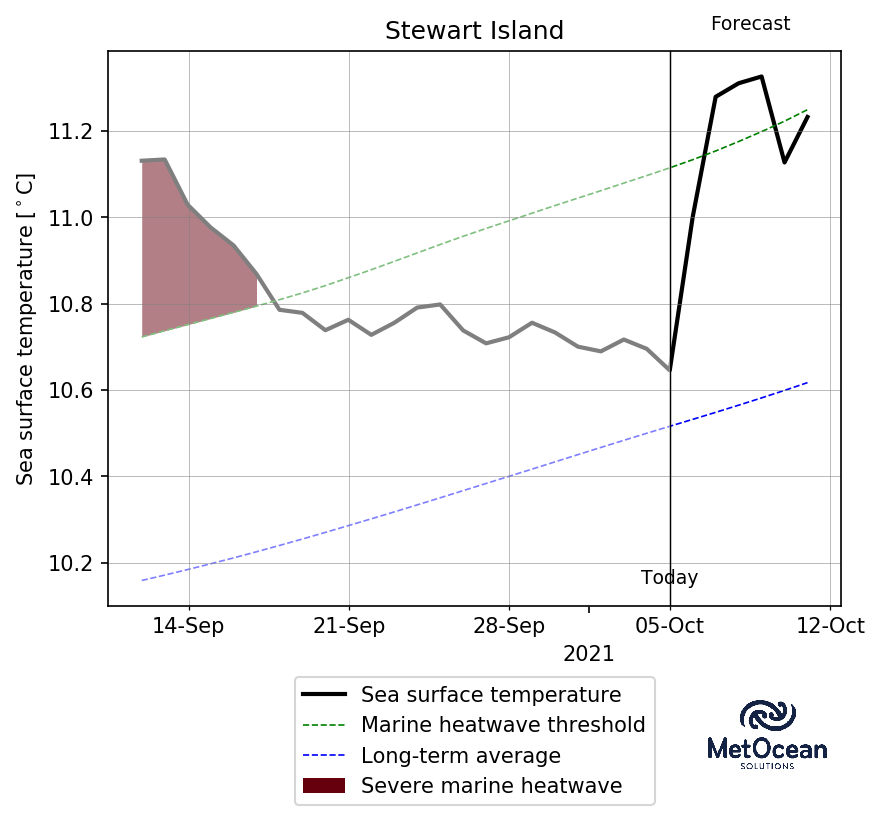 Stewart Island
Forecast
Sea surface temperature [°C]
11.2
11.0
10.8
10.6
10.4
10.2
Today
14-Sep
21-Sep
28-Sep
05-Oct
12-Oct
2021
Sea surface temperature
Marine heatwave threshold
Long-term average
Severe marine heatwave
MetOcean
SOLUTIONS